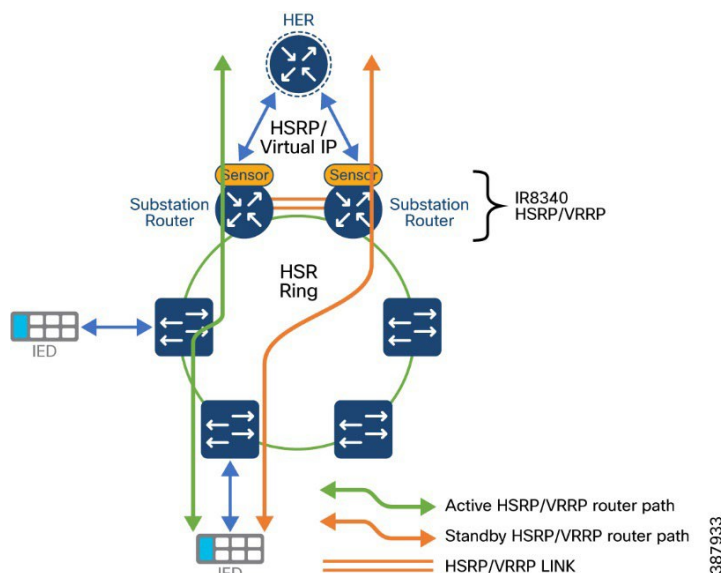 HER
HSRP/
Virtual IP
Sensor
Sensor
Substation
Router
Substation
Router
IR8340
HSRP/VRRP
HSR
Ring
IED
IED
Active HSRP/VRRP router path
Standby HSRP/VRRP router path
HSRP/VRRP LINK
387933